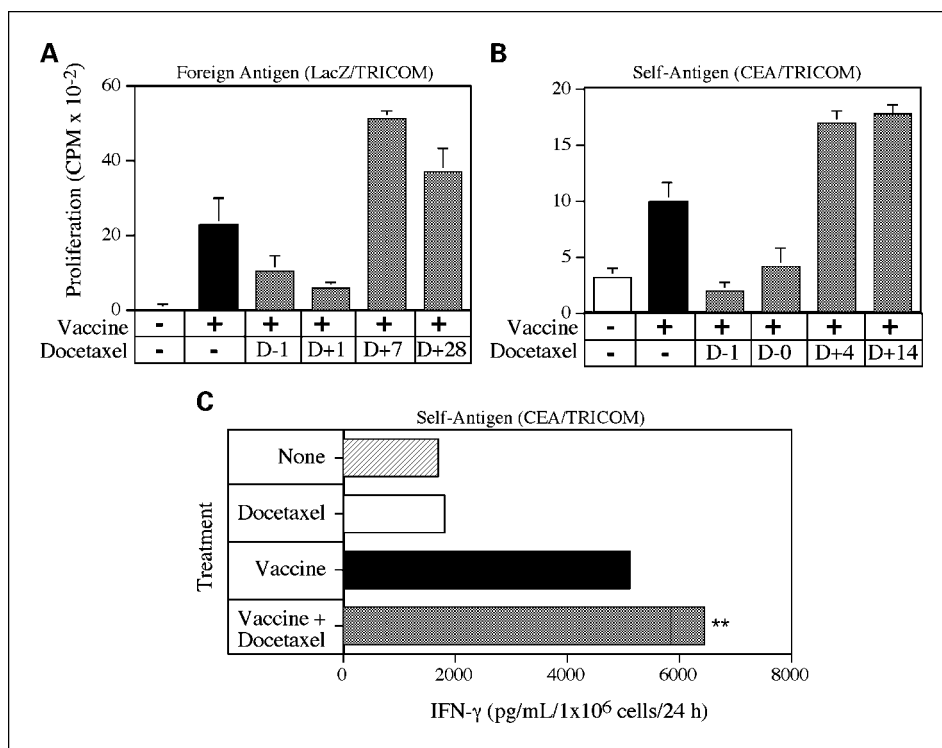 A
Foreign Antigen (LacZ/TRICOM)
Proliferation (CPM x 10-2)
60
40
20
0
Vaccine - + + + + +
Docetaxel - - D-1 D+1 D+7 D+28
B
Self-Antigen (CEA/TRICOM)
20
15
10
5
0
Vaccine - + + + + +
Docetaxel - - D-1 D-0 D+4 D+14
C
Self-Antigen (CEA/TRICOM)
Treatment
None
Docetaxel
Vaccine
Vaccine +
Docetaxel
**
0 2000 4000 6000 8000
IFN-γ (pg/mL/1x10⁶ cells/24 h)